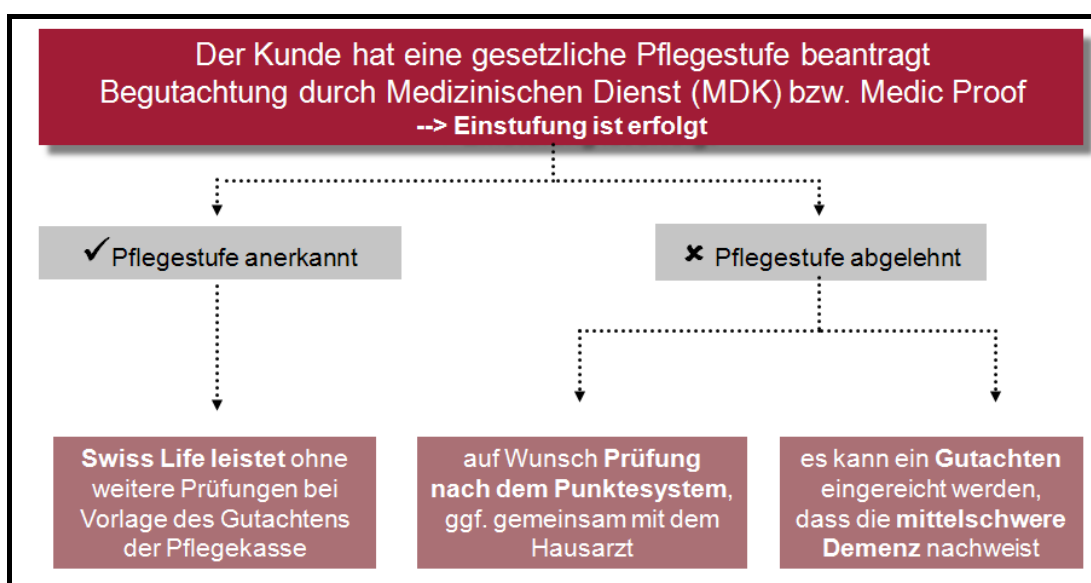 Der Kunde hat eine gesetzliche Pflegestufe beantragt
Begutachtung durch Medizinischen Dienst (MDK) bzw. Medic Proof
--> Einstufung ist erfolgt
✓Pflegestufe anerkannt
✘ Pflegestufe abgelehnt
Swiss Life leistet ohne
weitere Prüfungen bei
Vorlage des Gutachtens
der Pflegekasse
auf Wunsch Prüfung
nach dem Punktesystem,
ggf. gemeinsam mit dem
Hausarzt
es kann ein Gutachten
eingereicht werden,
dass die mittelschwere
Demenz nachweist